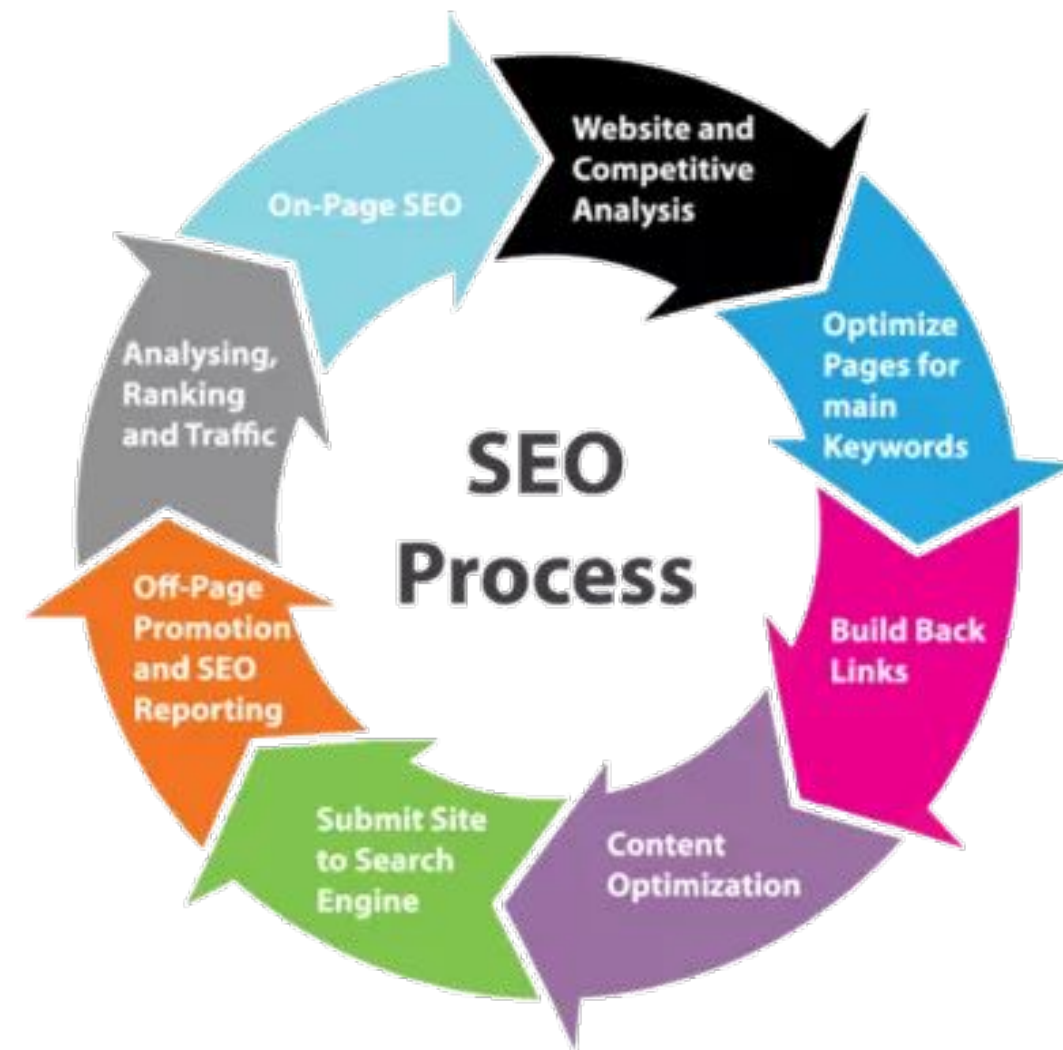 On-Page SEO
Website and
Competitive
Analysis
Optimize
Pages for
main
Keywords
Build Back
Links
Content
Optimization
Submit Site
to Search
Engine
Off-Page
Promotion
and SEO
Reporting
Analysing,
Ranking
and Traffic
SEO
Process